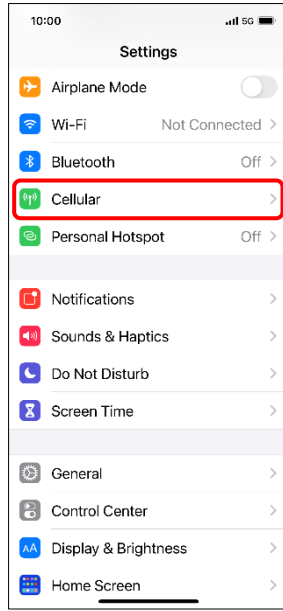 10:00 5G
Settings
Airplane Mode
Wi-Fi Not Connected
Bluetooth Off
Cellular
Personal Hotspot Off
Notifications
Sounds & Haptics
Do Not Disturb
Screen Time
General
Control Center
AA Display & Brightness
Home Screen